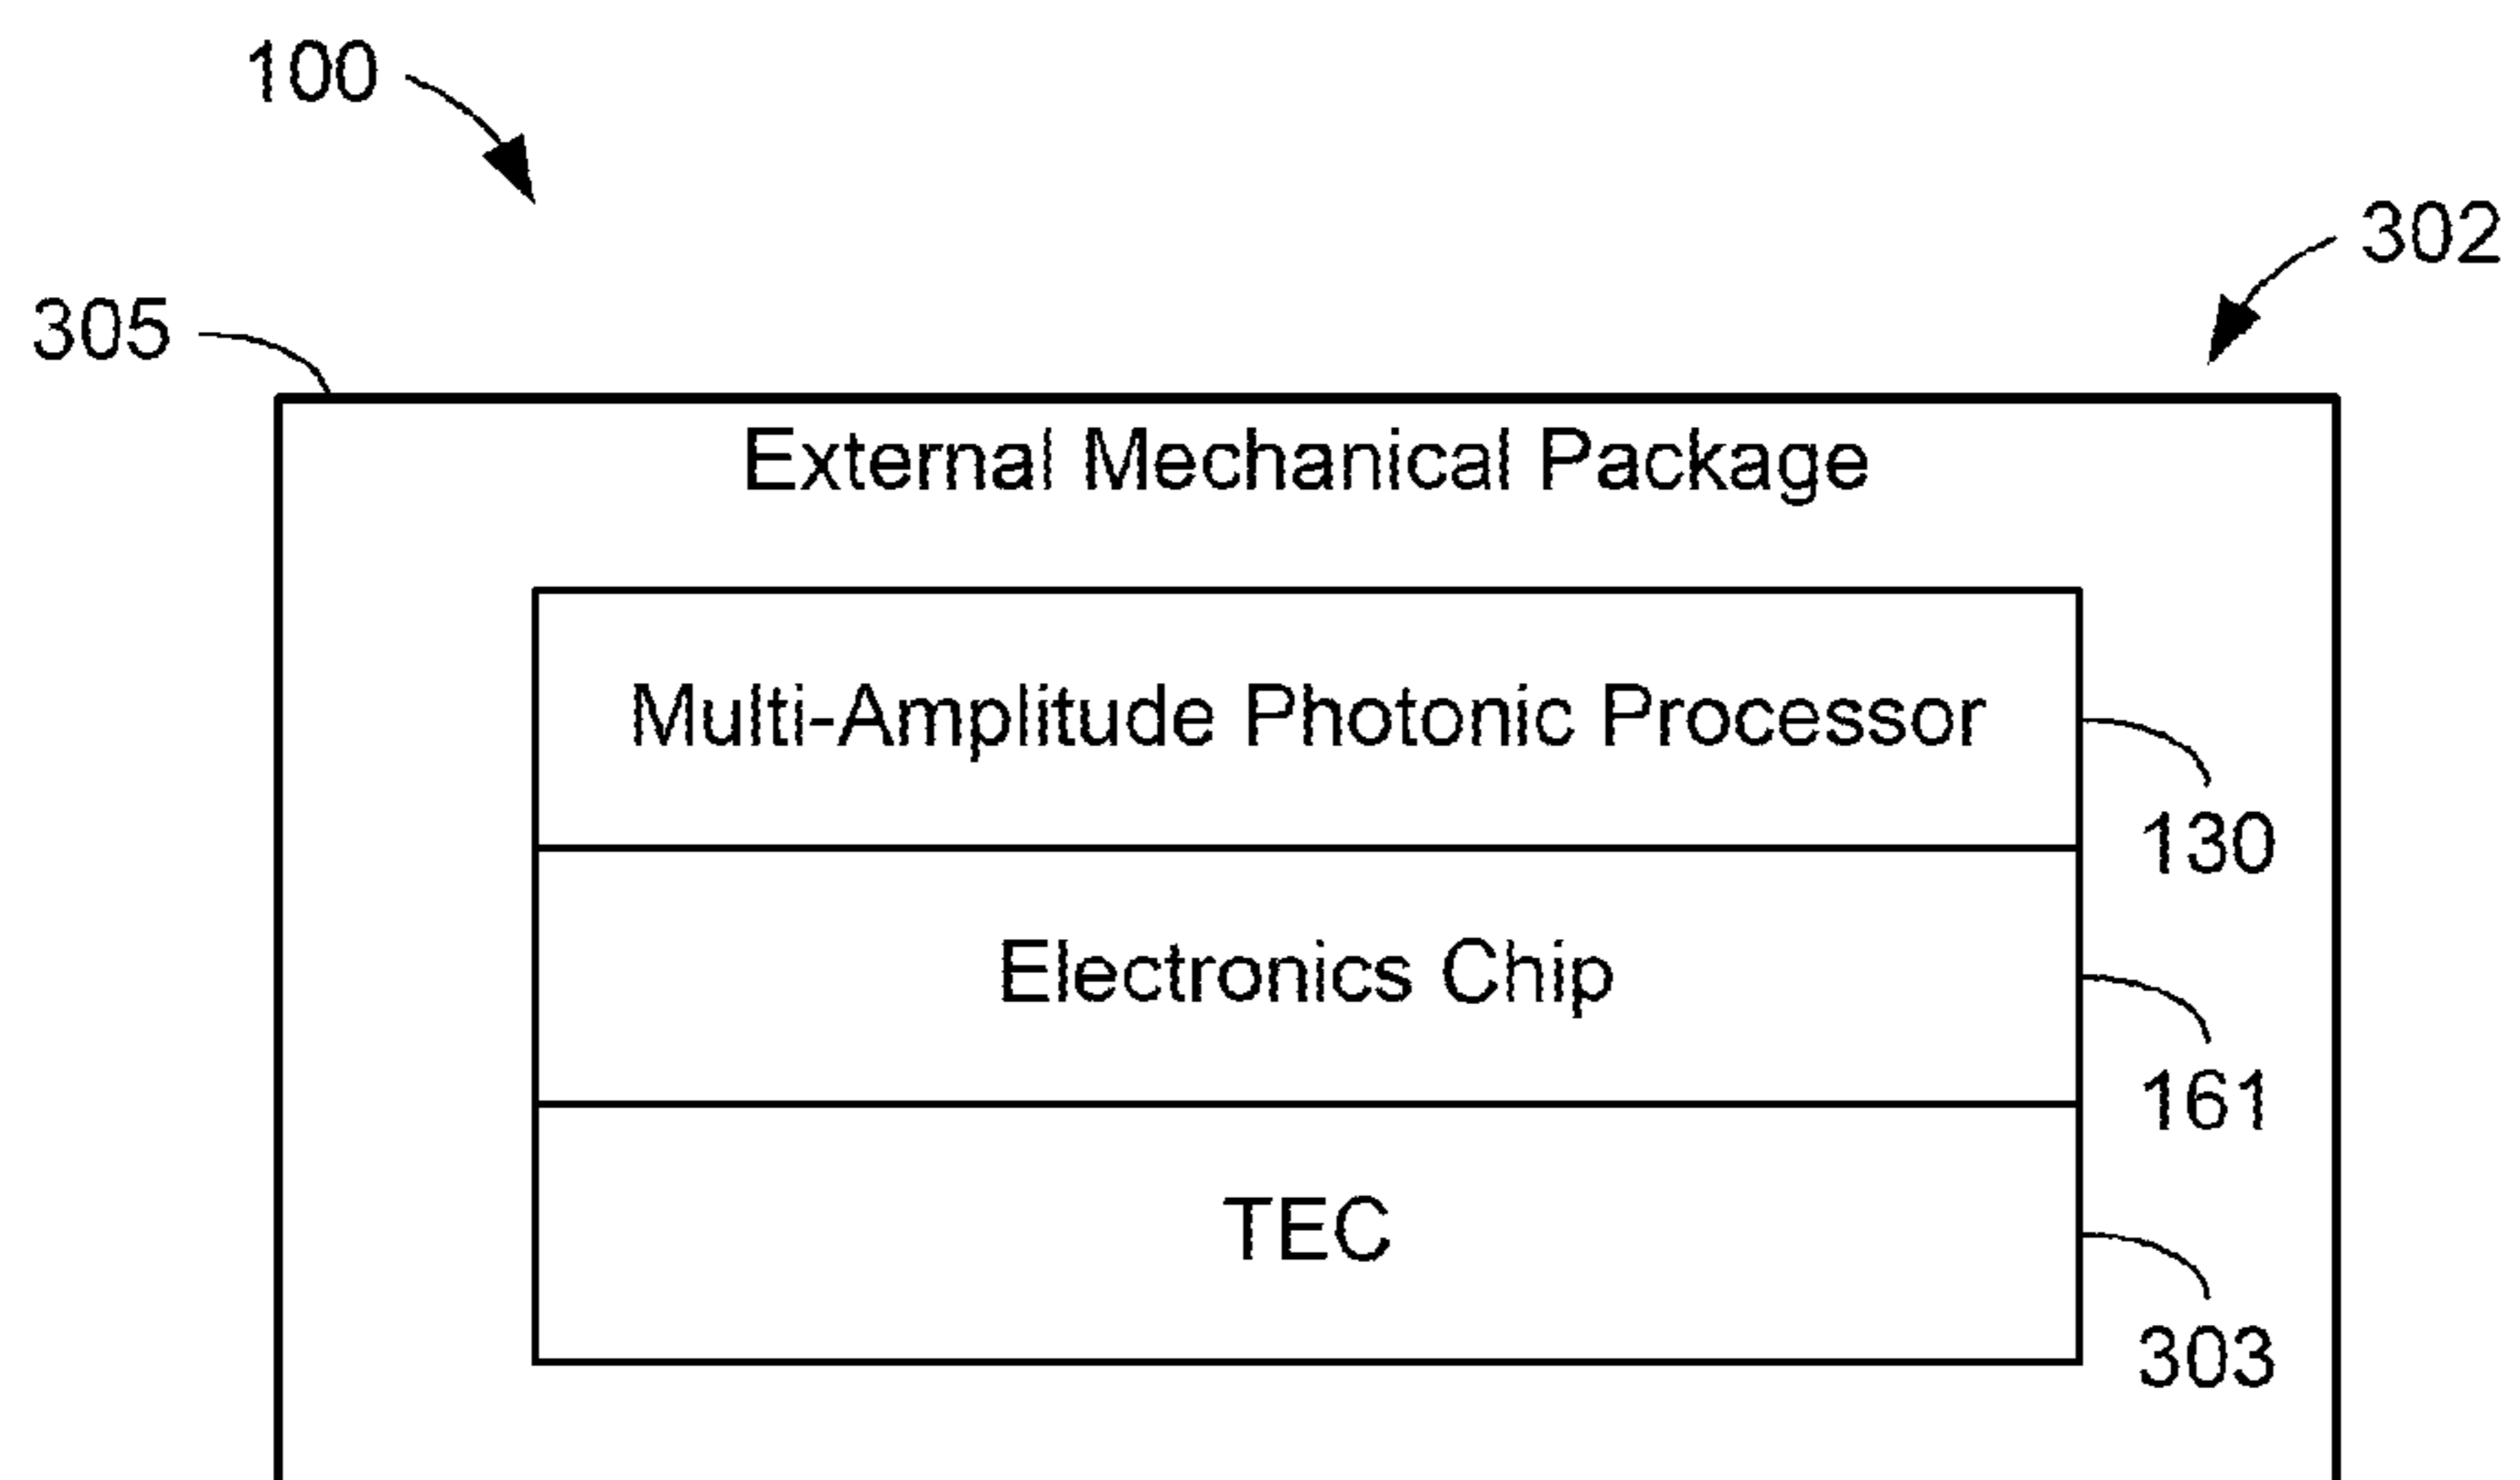 100
302
305
External Mechanical Package
Multi-Amplitude Photonic Processor
130
Electronics Chip
161
TEC
303